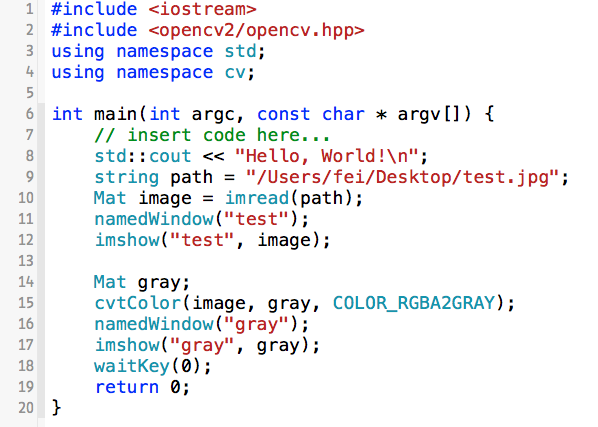 1 #include <iostream>
2 #include <opencv2/opencv.hpp>
3 using namespace std;
4 using namespace cv;
5
6 int main(int argc, const char * argv[]) {
7     // insert code here...
8     std::cout << "Hello, World!\n";
9     string path = "/Users/fei/Desktop/test.jpg";
10     Mat image = imread(path);
11     namedWindow("test");
12     imshow("test", image);
13
14     Mat gray;
15     cvtColor(image, gray, COLOR_RGBA2GRAY);
16     namedWindow("gray");
17     imshow("gray", gray);
18     waitKey(0);
19     return 0;
20 }